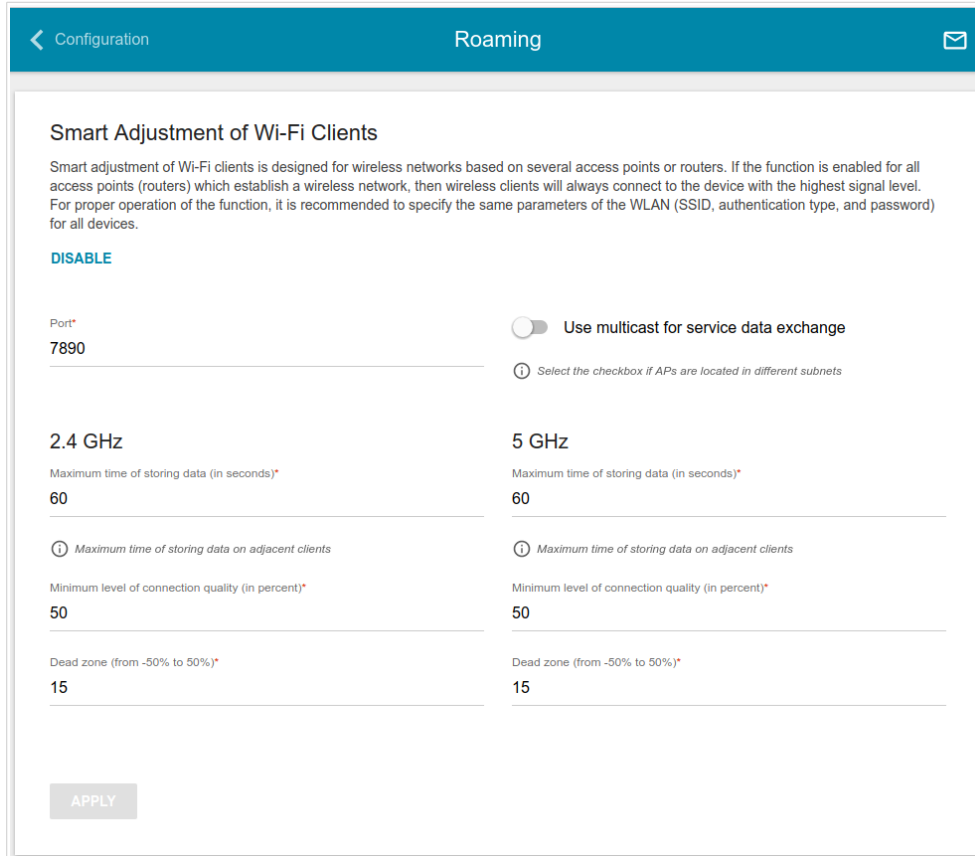 Configuration
Roaming
Smart Adjustment of Wi-Fi Clients
Smart adjustment of Wi-Fi clients is designed for wireless networks based on several access points or routers. If the function is enabled for all
access points (routers) which establish a wireless network, then wireless clients will always connect to the device with the highest signal level.
For proper operation of the function, it is recommended to specify the same parameters of the WLAN (SSID, authentication type, and password)
for all devices.
DISABLE
Port*
7890
Use multicast for service data exchange
Select the checkbox if APs are located in different subnets
2.4 GHz
Maximum time of storing data (in seconds)*
60
Maximum time of storing data on adjacent clients
Minimum level of connection quality (in percent)*
50
Dead zone (from -50% to 50%)*
15
5 GHz
Maximum time of storing data (in seconds)*
60
Maximum time of storing data on adjacent clients
Minimum level of connection quality (in percent)*
50
Dead zone (from -50% to 50%)*
15
APPLY